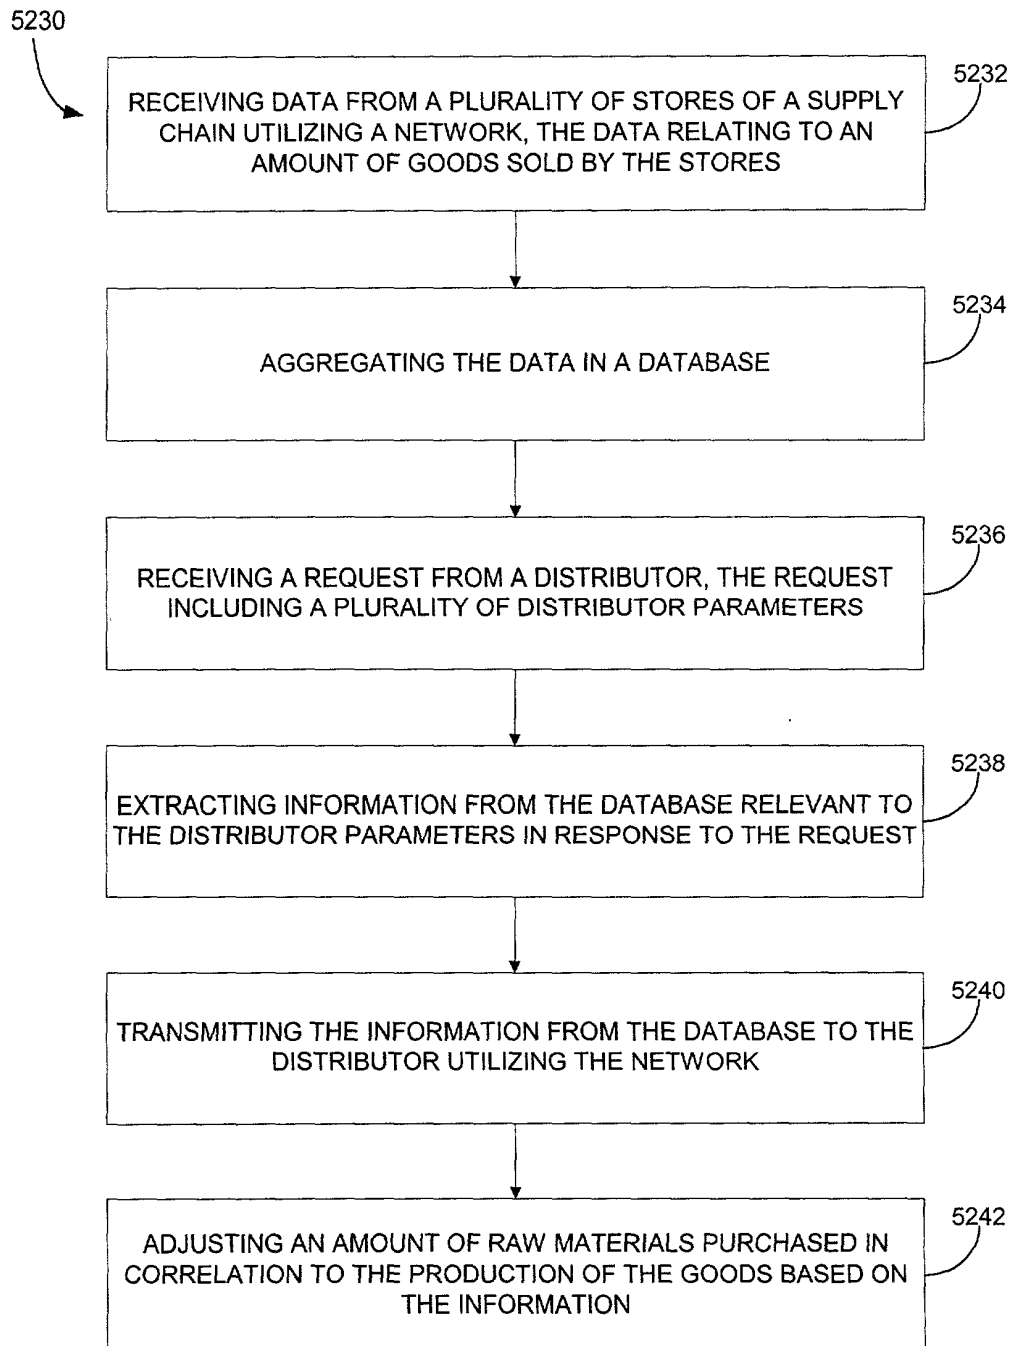 5230
5232
RECEIVING DATA FROM A PLURALITY OF STORES OF A SUPPLY
CHAIN UTILIZING A NETWORK, THE DATA RELATING TO AN
AMOUNT OF GOODS SOLD BY THE STORES
5234
AGGREGATING THE DATA IN A DATABASE
5236
RECEIVING A REQUEST FROM A DISTRIBUTOR, THE REQUEST
INCLUDING A PLURALITY OF DISTRIBUTOR PARAMETERS
5238
EXTRACTING INFORMATION FROM THE DATABASE RELEVANT TO
THE DISTRIBUTOR PARAMETERS IN RESPONSE TO THE REQUEST
5240
TRANSMITTING THE INFORMATION FROM THE DATABASE TO THE
DISTRIBUTOR UTILIZING THE NETWORK
5242
ADJUSTING AN AMOUNT OF RAW MATERIALS PURCHASED IN
CORRELATION TO THE PRODUCTION OF THE GOODS BASED ON
THE INFORMATION